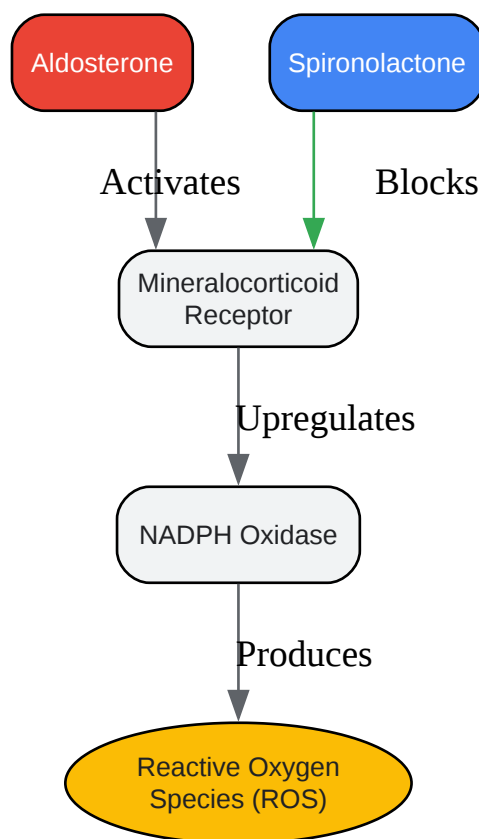 Aldosterone
Spironolactone
Activates
Blocks
Mineralocorticoid
Receptor
Upregulates
NADPH Oxidase
Produces
Reactive Oxygen
Species (ROS)